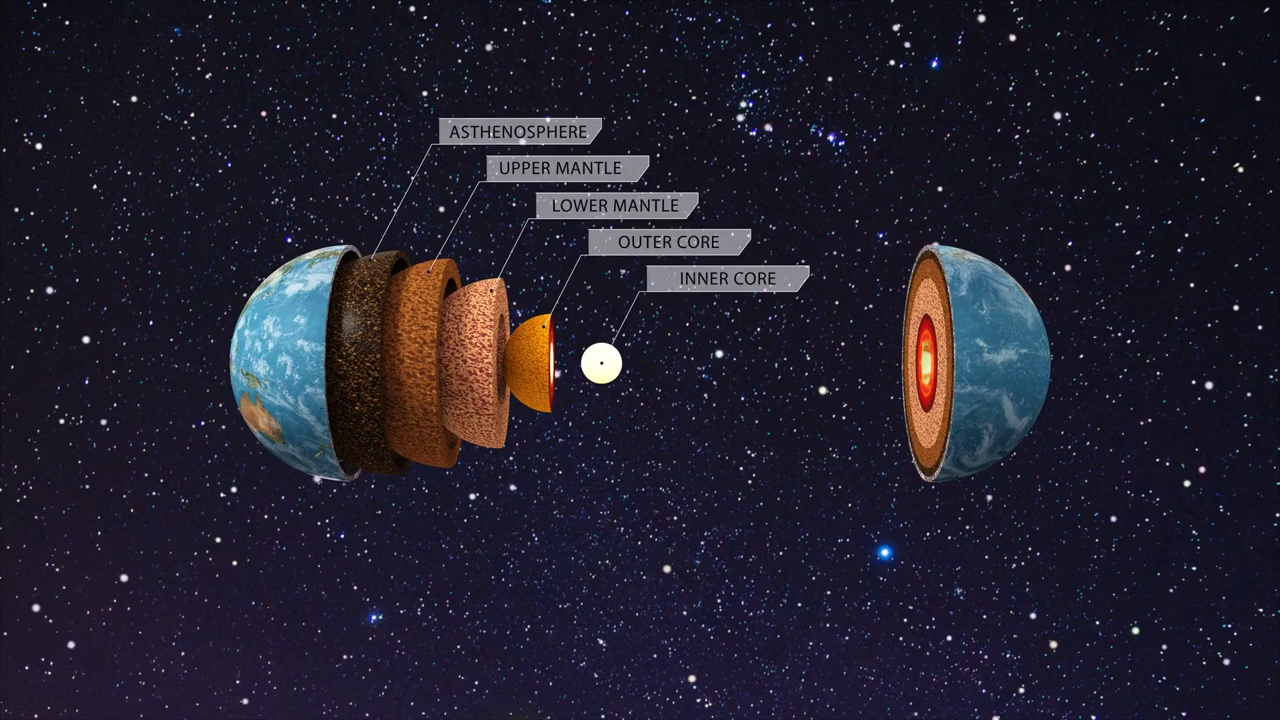 ASTHENOSPHERE
UPPER MANTLE
LOWER MANTLE
OUTER CORE
INNER CORE